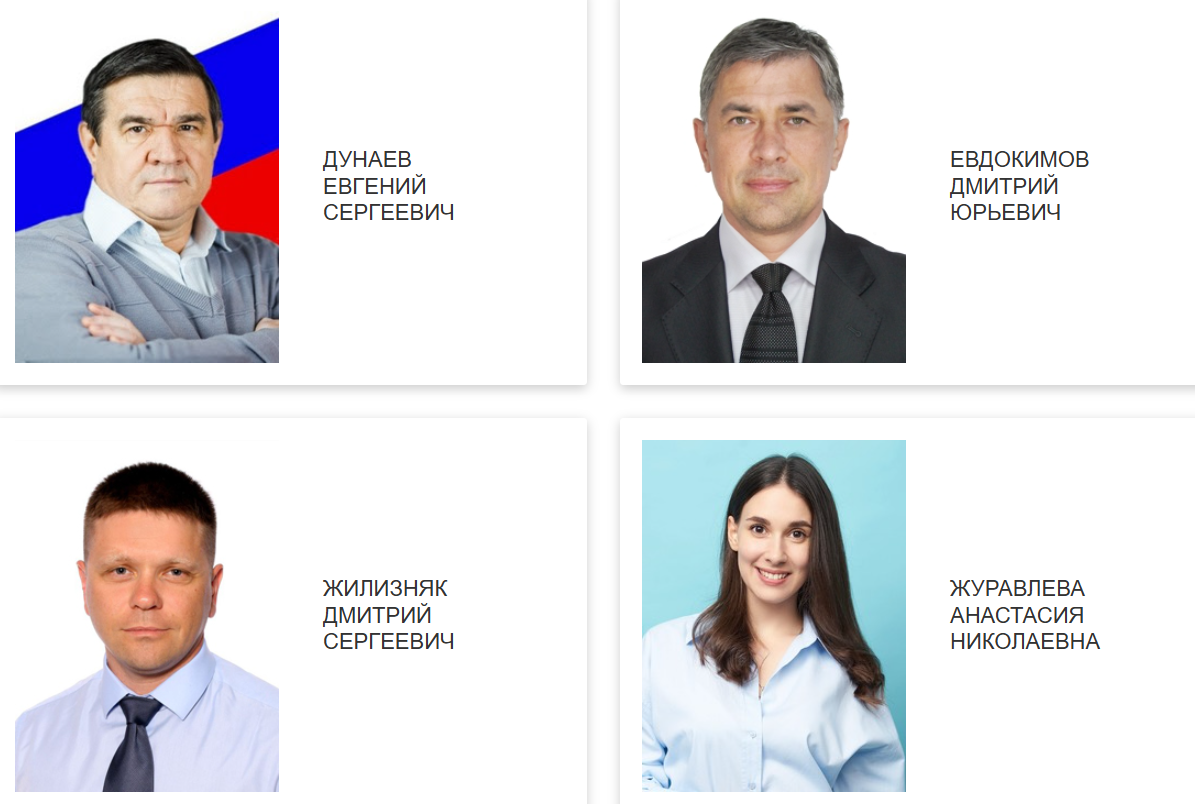 ДУНАЕВ
ЕВГЕНИЙ
СЕРГЕЕВИЧ
ЕВДОКИМОВ
ДМИТРИЙ
ЮРЬЕВИЧ
ЖИЛИЗНЯК
ДМИТРИЙ
СЕРГЕЕВИЧ
ЖУРАВЛЕВА
АНАСТАСИЯ
НИКОЛАЕВНА